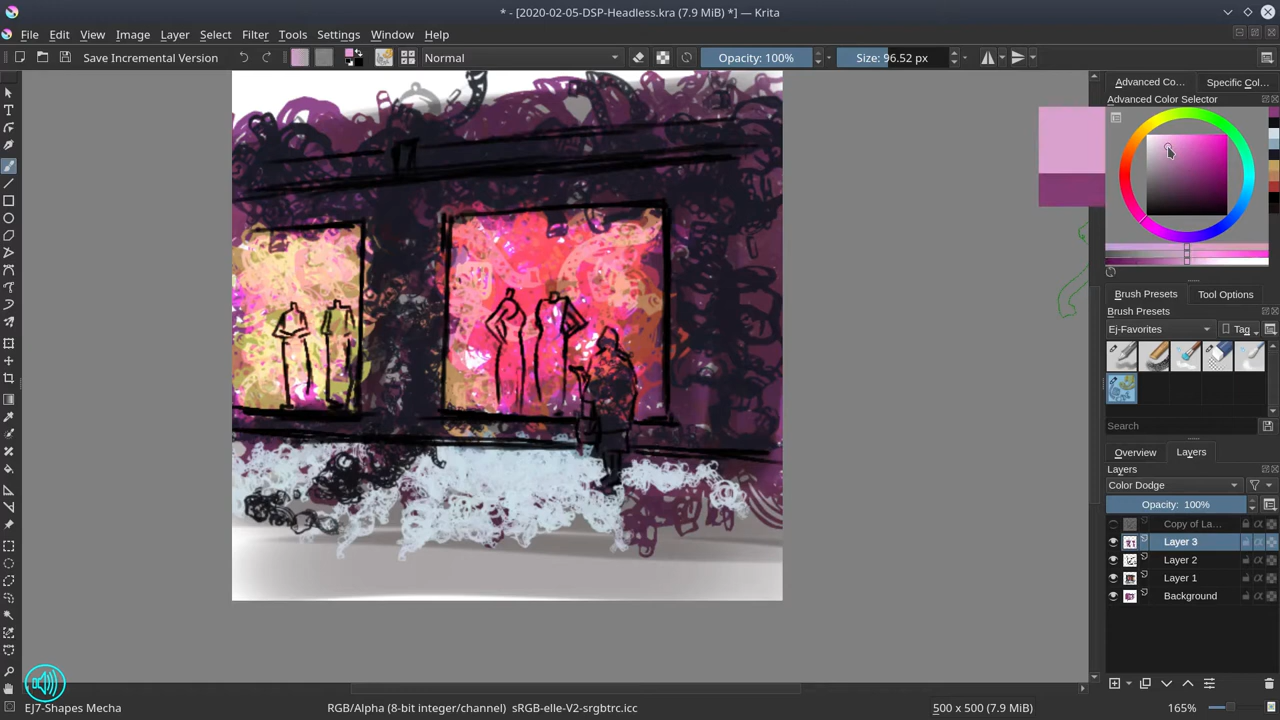 * - [2020-02-05-DSP-Headless.kra (7.9 MiB) *] — Krita
File Edit View Image Layer Select Filter Tools Settings Window Help
Save Incremental Version
Normal
Opacity: 100%
Size: 96.52 px
Advanced Co...
Specific Col...
Advanced Color Selector
Brush Presets
Tool Options
Brush Presets
Ej-Favorites
Tag
Search
Overview
Layers
Layers
Color Dodge
Opacity: 100%
Copy of La...
Layer 3
Layer 2
Layer 1
Background
EJ7-Shapes Mecha
RGB/Alpha (8-bit integer/channel) sRGB-elle-V2-srgbtrc.icc
500 x 500 (7.9 MiB)
165%